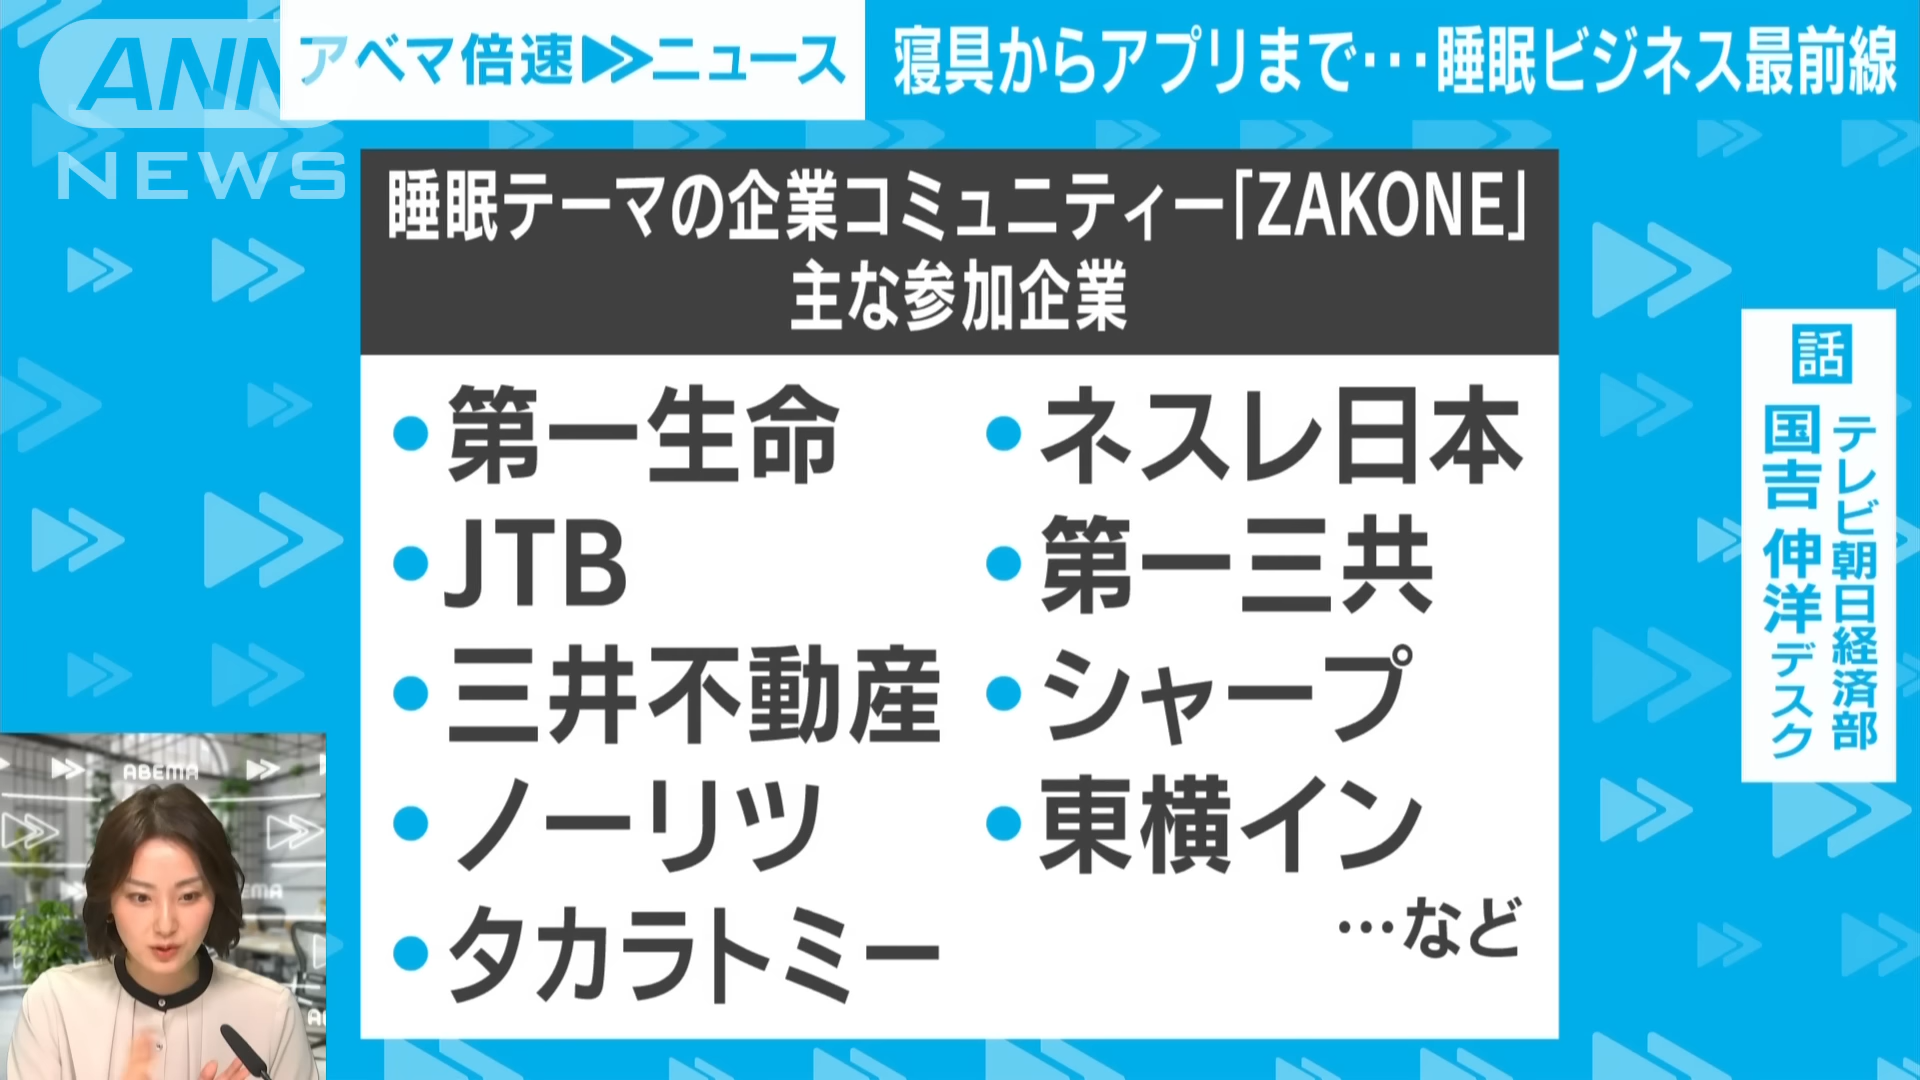 ANN
NEWS
アベマ倍速ニュース
寝具からアプリまで…睡眠ビジネス最前線
睡眠テーマの企業コミュニティー「ZAKONE」
主な参加企業
●第一生命
●JTB
●三井不動産
●ノーリツ
●タカラトミー
●ネスレ日本
●第一三共
●シャープ
●東横イン
…など
話
テレビ朝日経済部
国吉 伸洋デスク
ABEMA